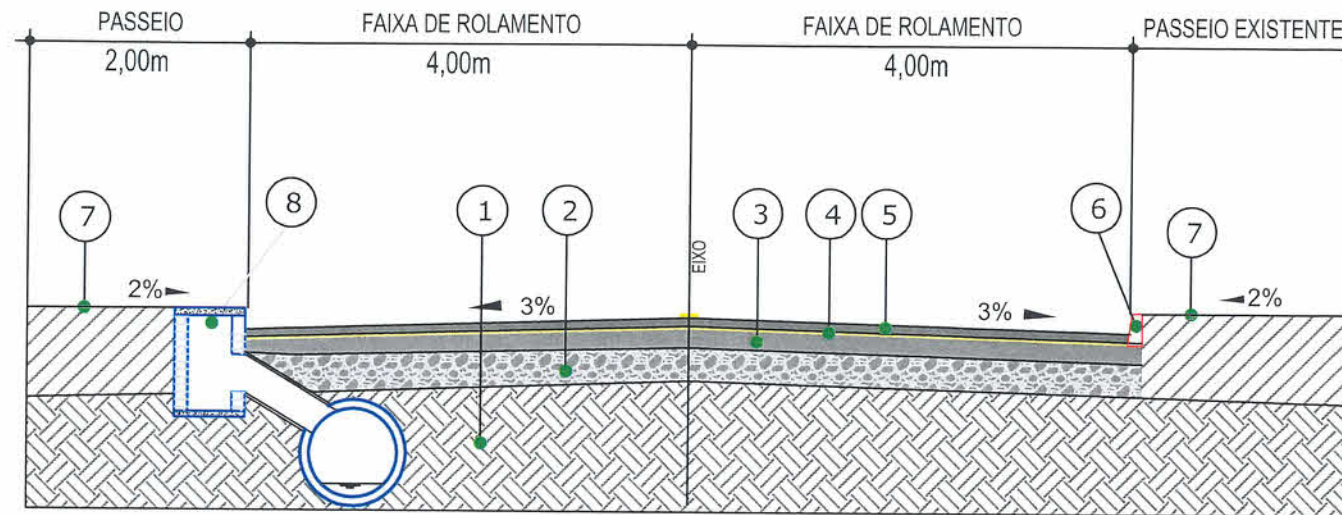 PASSEIO
FAIXA DE ROLAMENTO
FAIXA DE ROLAMENTO
PASSEIO EXISTENTE
2,00m
4,00m
4,00m
7
8
1
2
3
4
5
6
7
EIXO
2%
3%
3%
2%